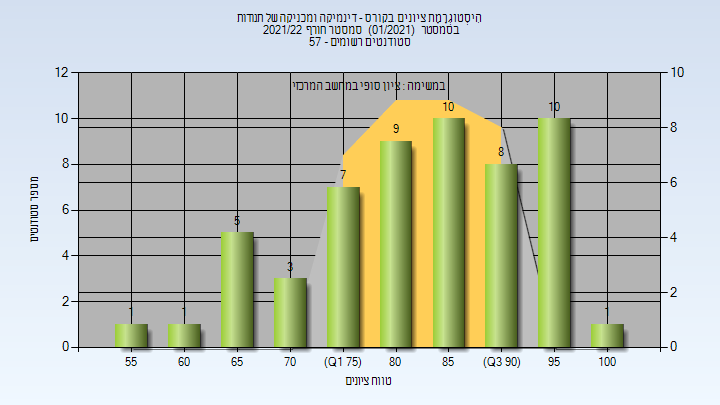 היסטוגרמת ציונים בקורס - דינמיקה ומכניקה של חנודות
בסמסטר (01/2021) סמסטר חורף 2021/22
סטודנטים רשומים - 57
במשימה : ציון סופי במחשב המרכזי
12 10 8 6 4 2 0
10 8 6 4 2 0
מספר סטודנטים
1 1 5 3 7 9 10 8 10 1
55 60 65 70 (Q1 75) 80 85 (Q3 90) 95 100
טווח ציונים